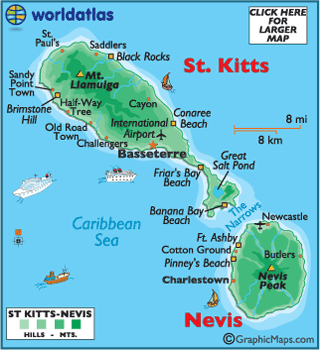 worldatlas
CLICK HERE
FOR
LARGER
MAP
St.
Paul's
Saddlers
Black Rocks
St. Kitts
Mt.
Liamuiga
Sandy
Point
Town
Brimstone
Hill
Half-Way
Tree
Cayon
Conaree
Beach
International
Airport
Old Road
Town
Challengers
Basseterre
8 mi
8 km
Great
Salt Pond
Friar's Bay
Beach
Banana Bay
Beach
The Narrows
Caribbean
Sea
Newcastle
Ft. Ashby
Cotton Ground
Pinney's Beach
Butlers
Nevis
Peak
Charlestown
Nevis
ST KITTS-NEVIS
HILLS - MTS.
©GraphicMaps.com